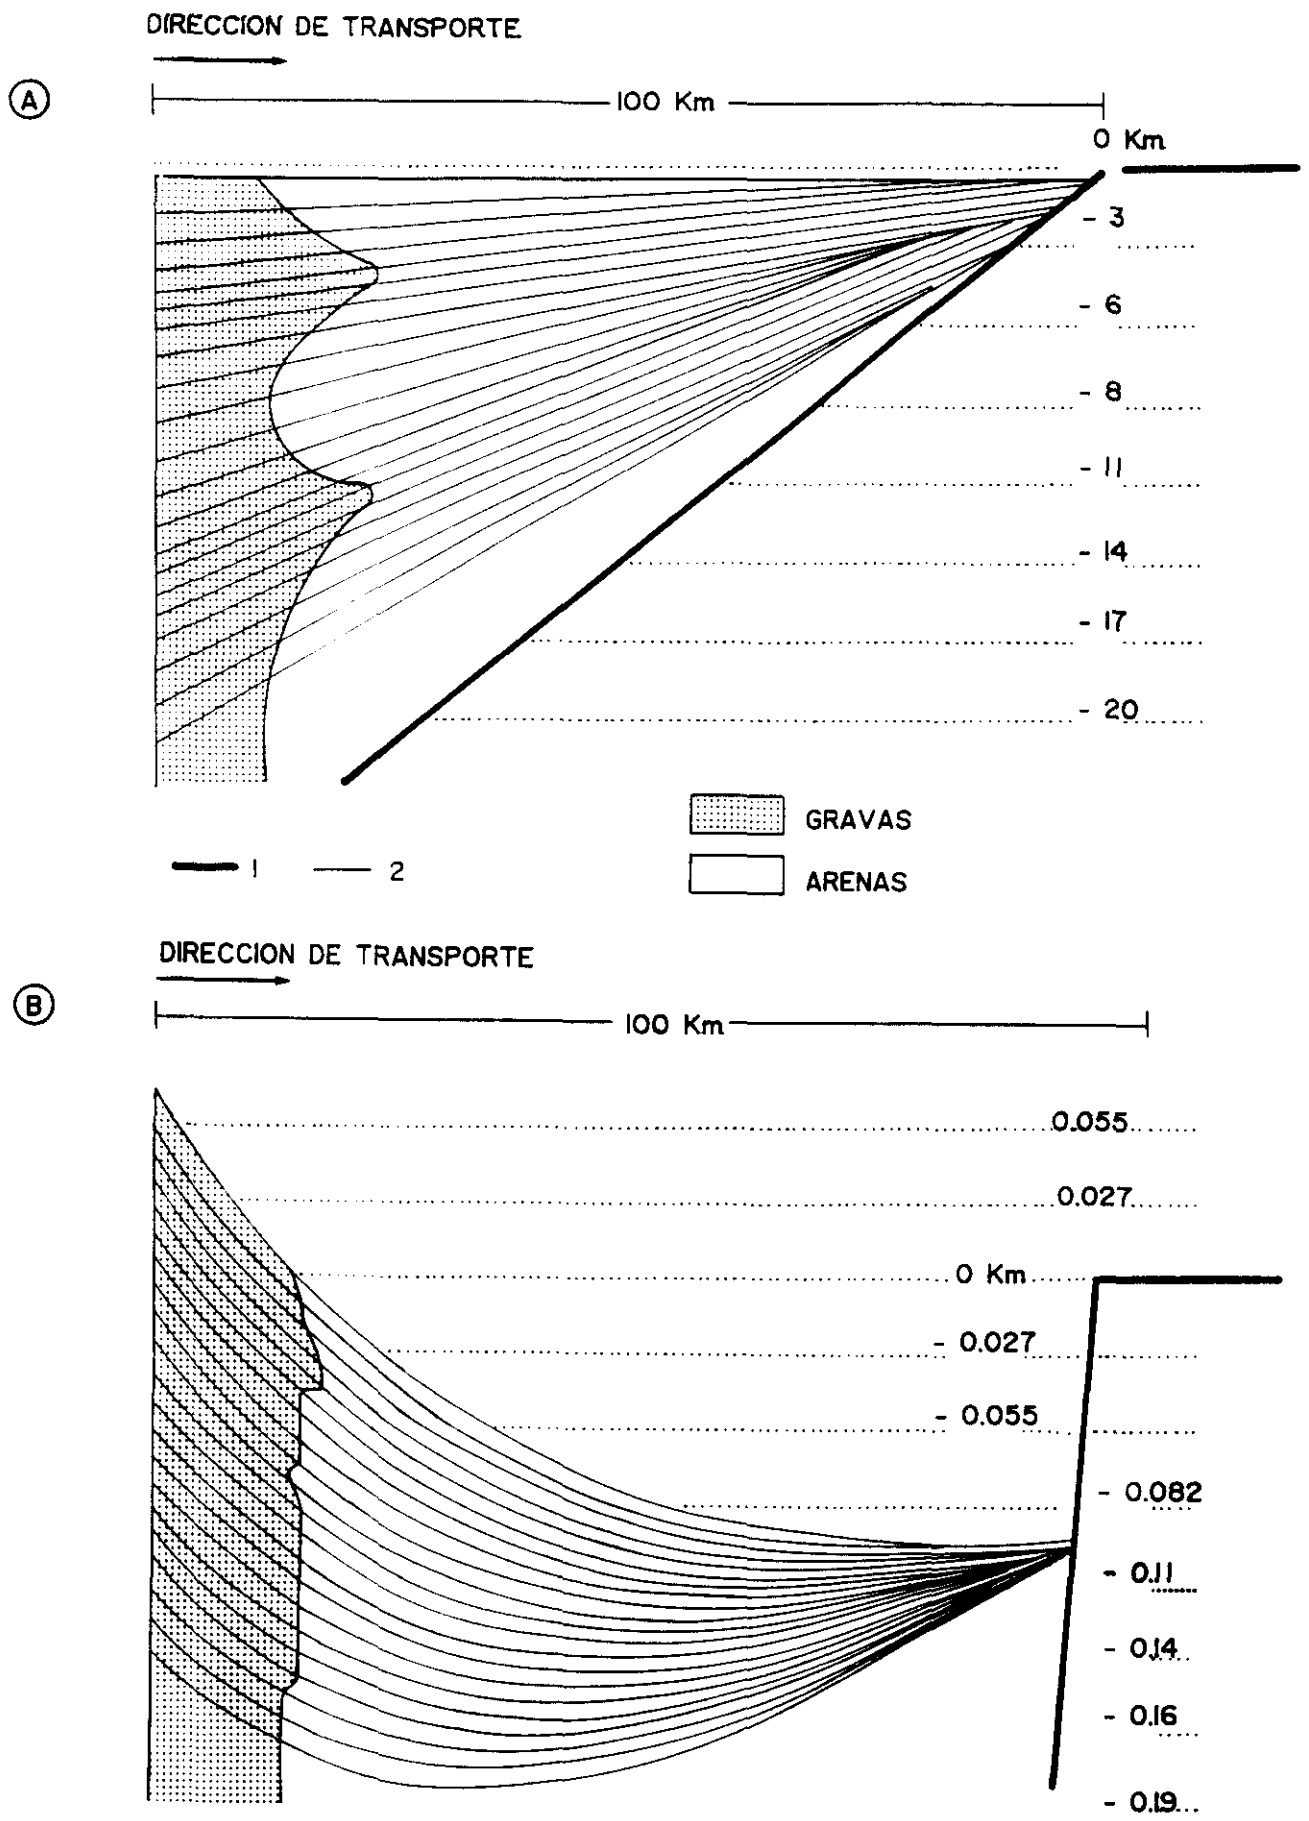 DIRECCION DE TRANSPORTE
A
100 Km
0 Km
- 3
- 6
- 8
- 11
- 14
- 17
- 20
GRAVAS
1 2
ARENAS
DIRECCION DE TRANSPORTE
B
100 Km
0.055
0.027
0 Km
- 0.027
- 0.055
- 0.082
- 0.11
- 0.14
- 0.16
- 0.19